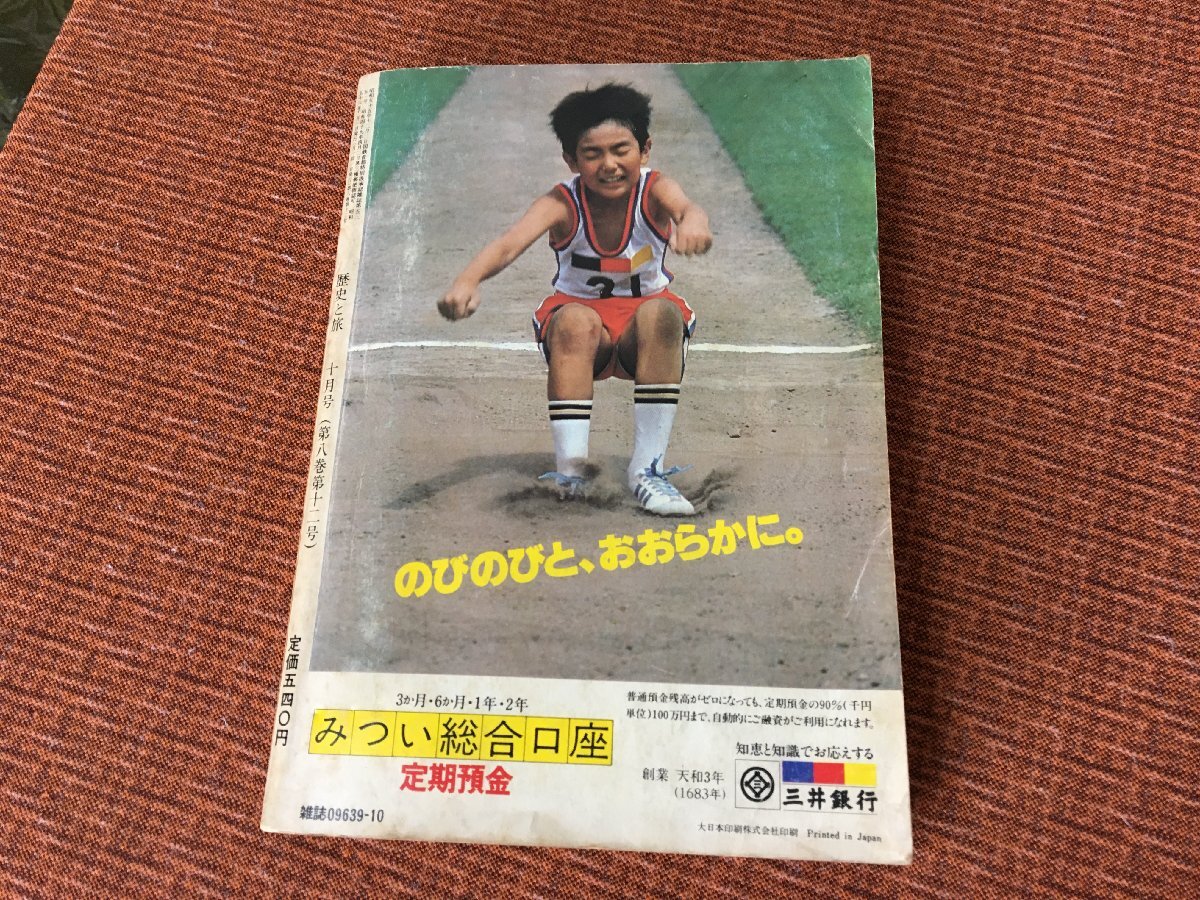 歴史と旅 十月号(第八巻第十二号)
定価五四〇円
31
のびのびと、おおらかに。
3か月・6か月・1年・2年
みつい総合口座
定期預金
雑誌09639-10
普通預金残高がゼロになっても、定期預金の90%(千円
単位)100万円まで、自動的にご融資がご利用になれます。
知恵と知識でお応えする
創業 天和3年
(1683年)
三井銀行
大日本印刷株式会社印刷 Printed in Japan